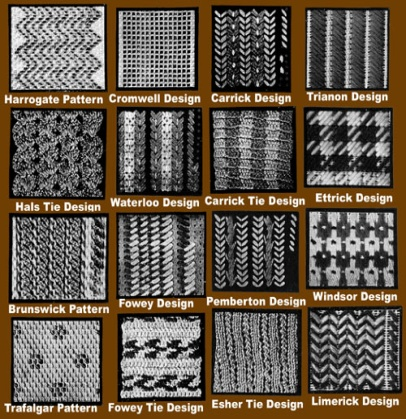 Harrogate Pattern
Cromwell Design
Carrick Design
Trianon Design
Hals Tie Design
Waterloo Design
Carrick Tie Design
Ettrick Design
Brunswick Pattern
Fowey Design
Pemberton Design
Windsor Design
Trafalgar Pattern
Fowey Tie Design
Esher Tie Design
Limerick Design